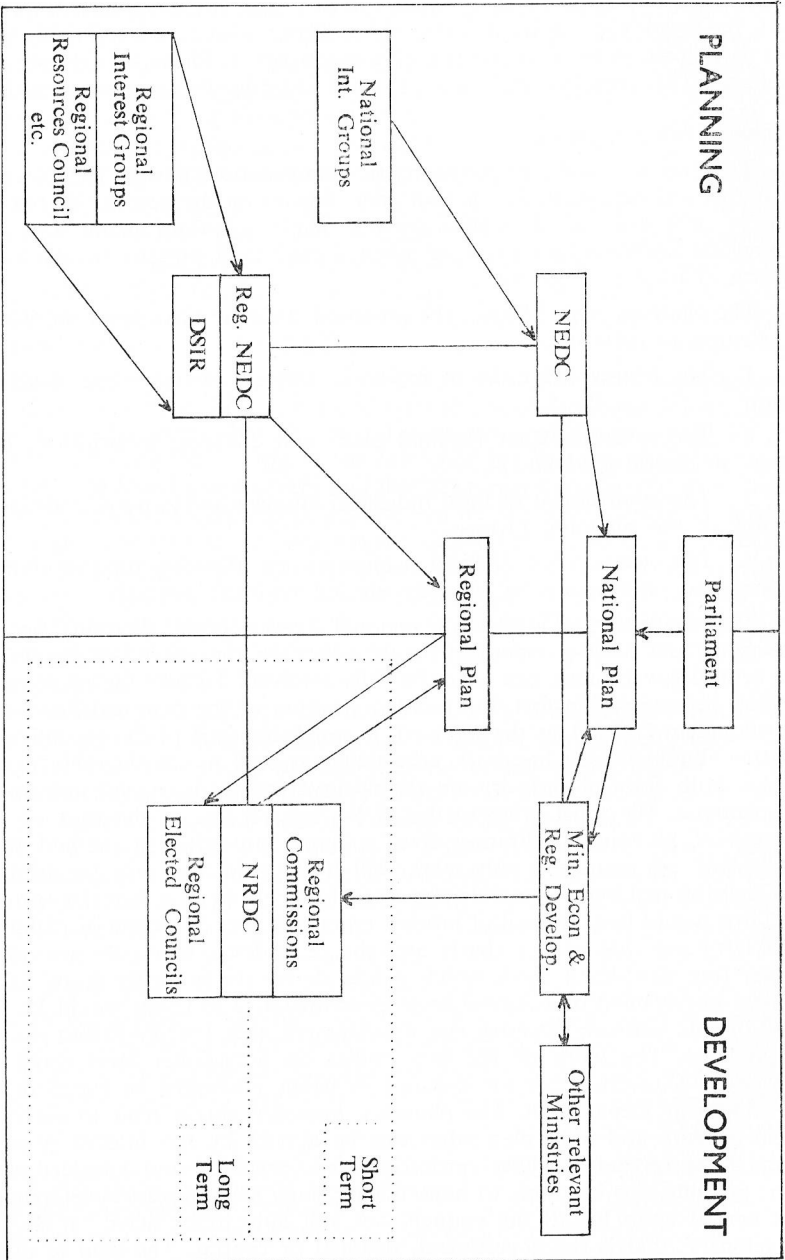 PLANNING
DEVELOPMENT
Parliament
National
Int. Groups
NEDC
National Plan
Min. Econ &
Reg. Develop.
Other relevant
Ministries
Regional Plan
Regional
Interest Groups
Regional
Resources Council
etc.
Reg. NEDC
DSIR
Regional
Commissions
NRDC
Regional
Elected Councils
Short
Term
Long
Term